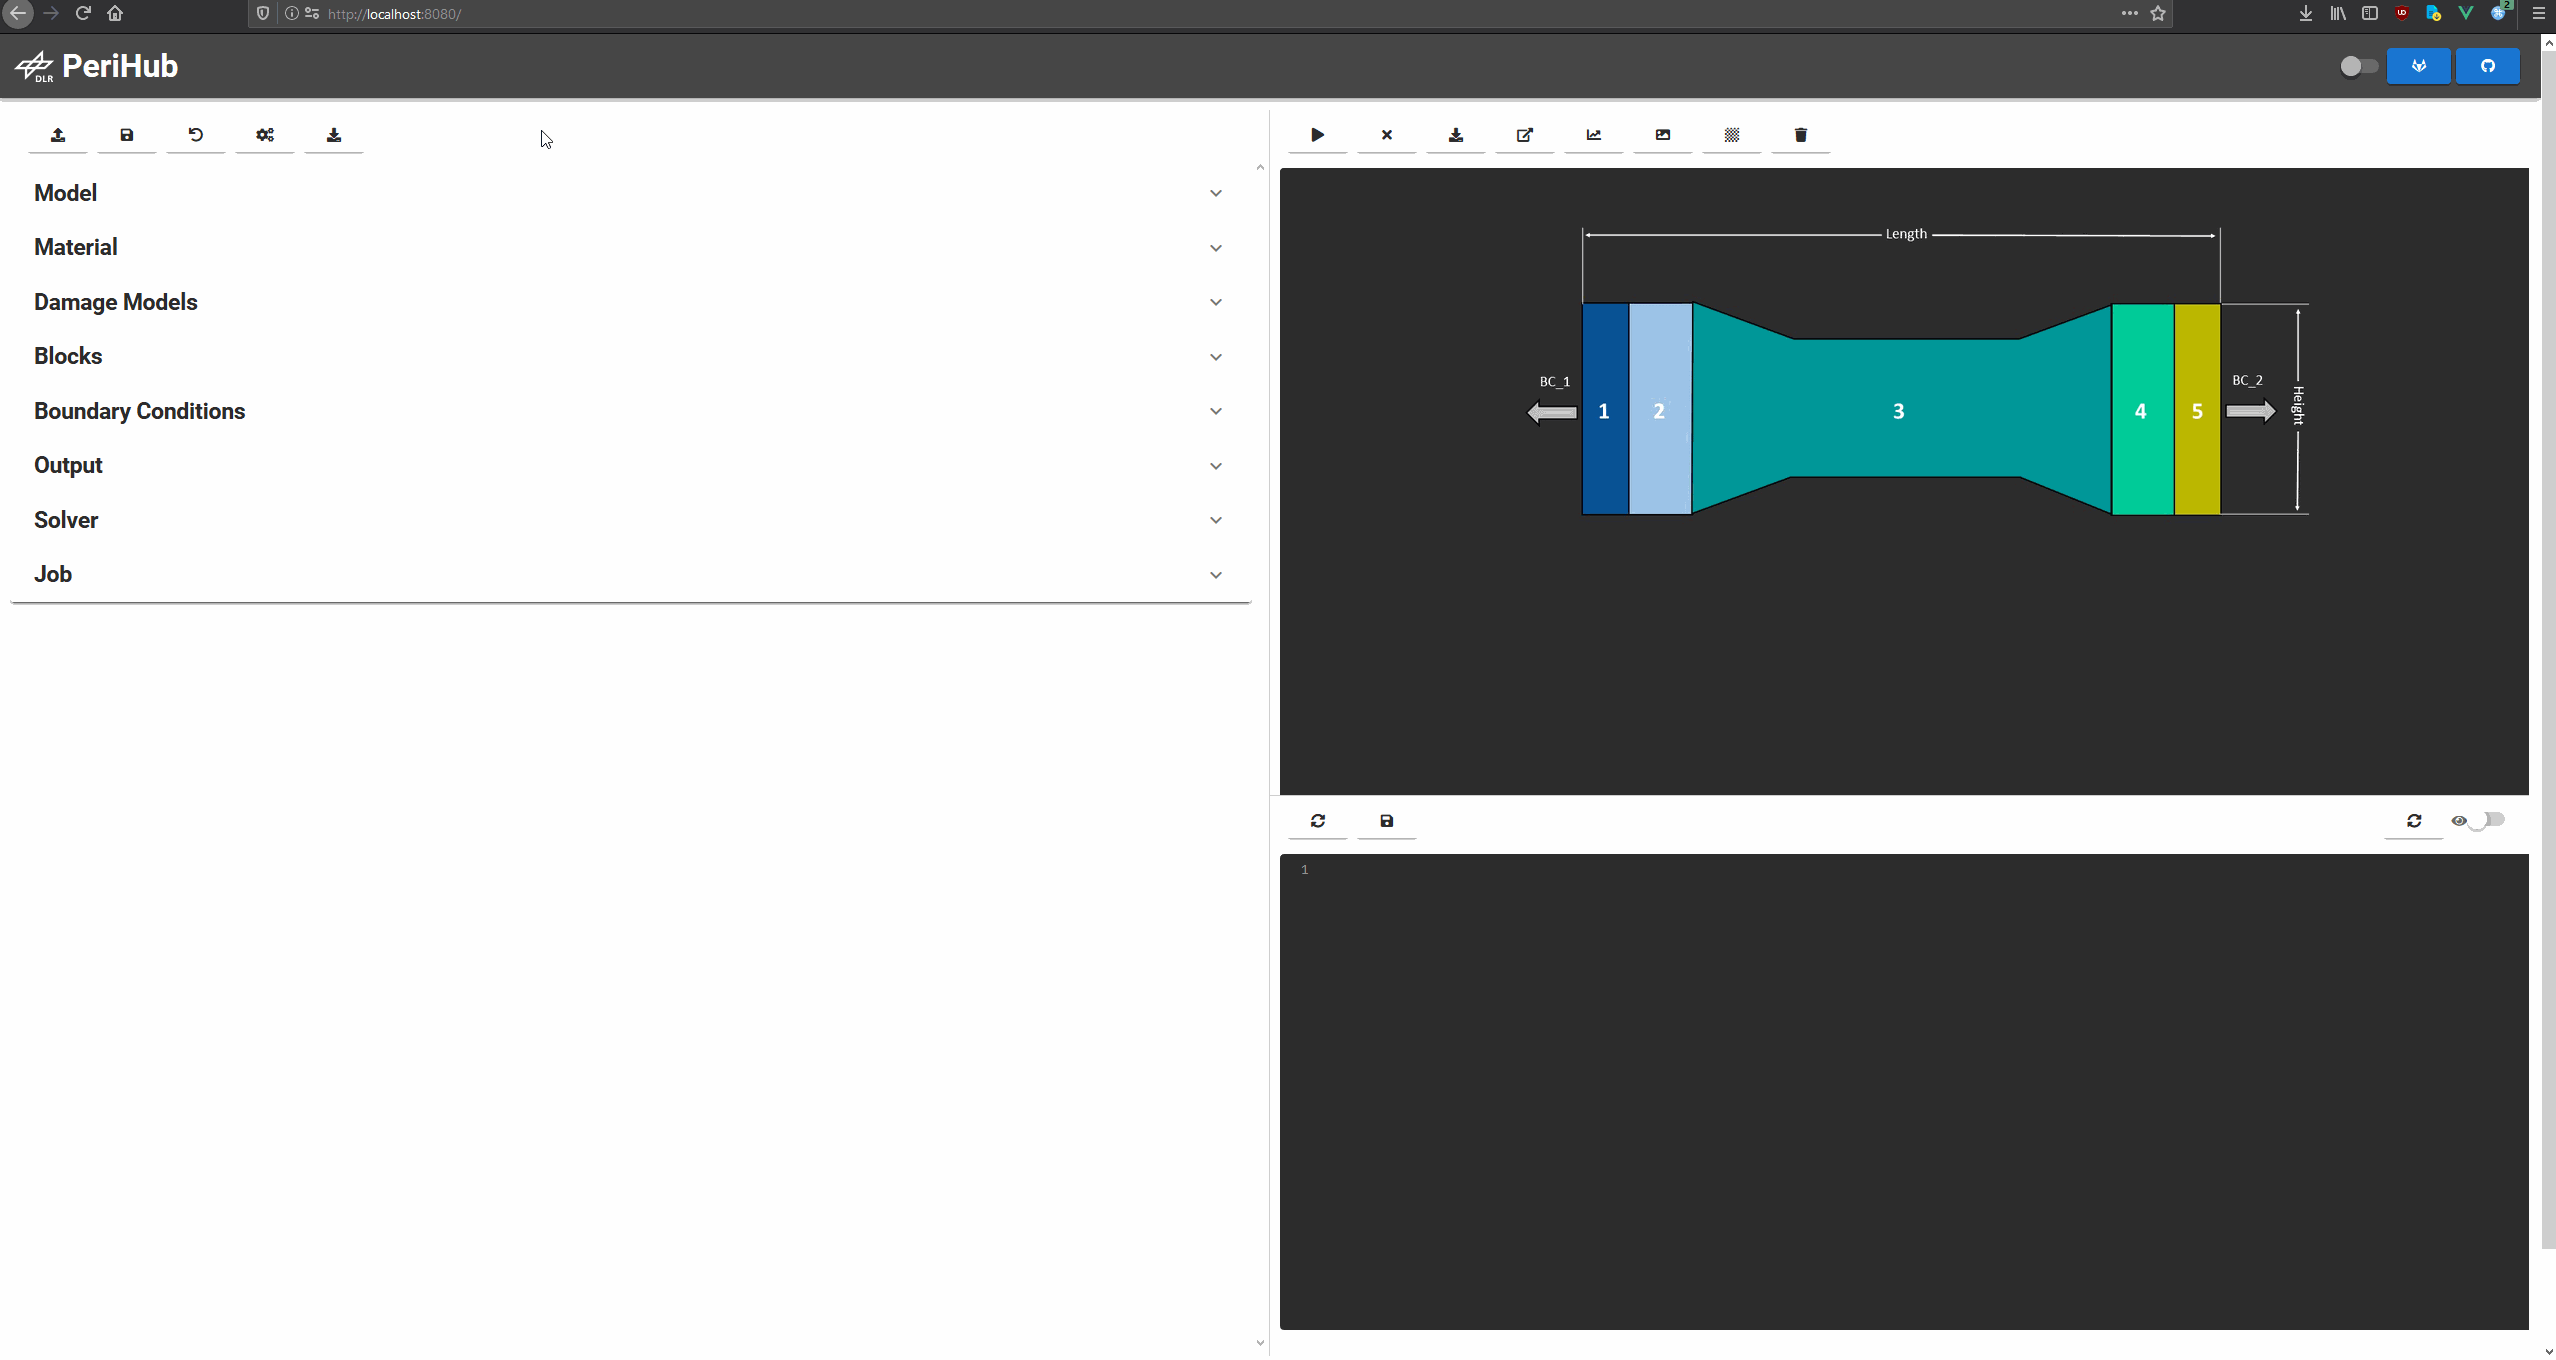 http://localhost:8080/
2
DLR
PeriHub
Model
Material
Damage Models
Blocks
Boundary Conditions
Output
Solver
Job
Length
BC_1
1
2
3
4
5
BC_2
Height
1